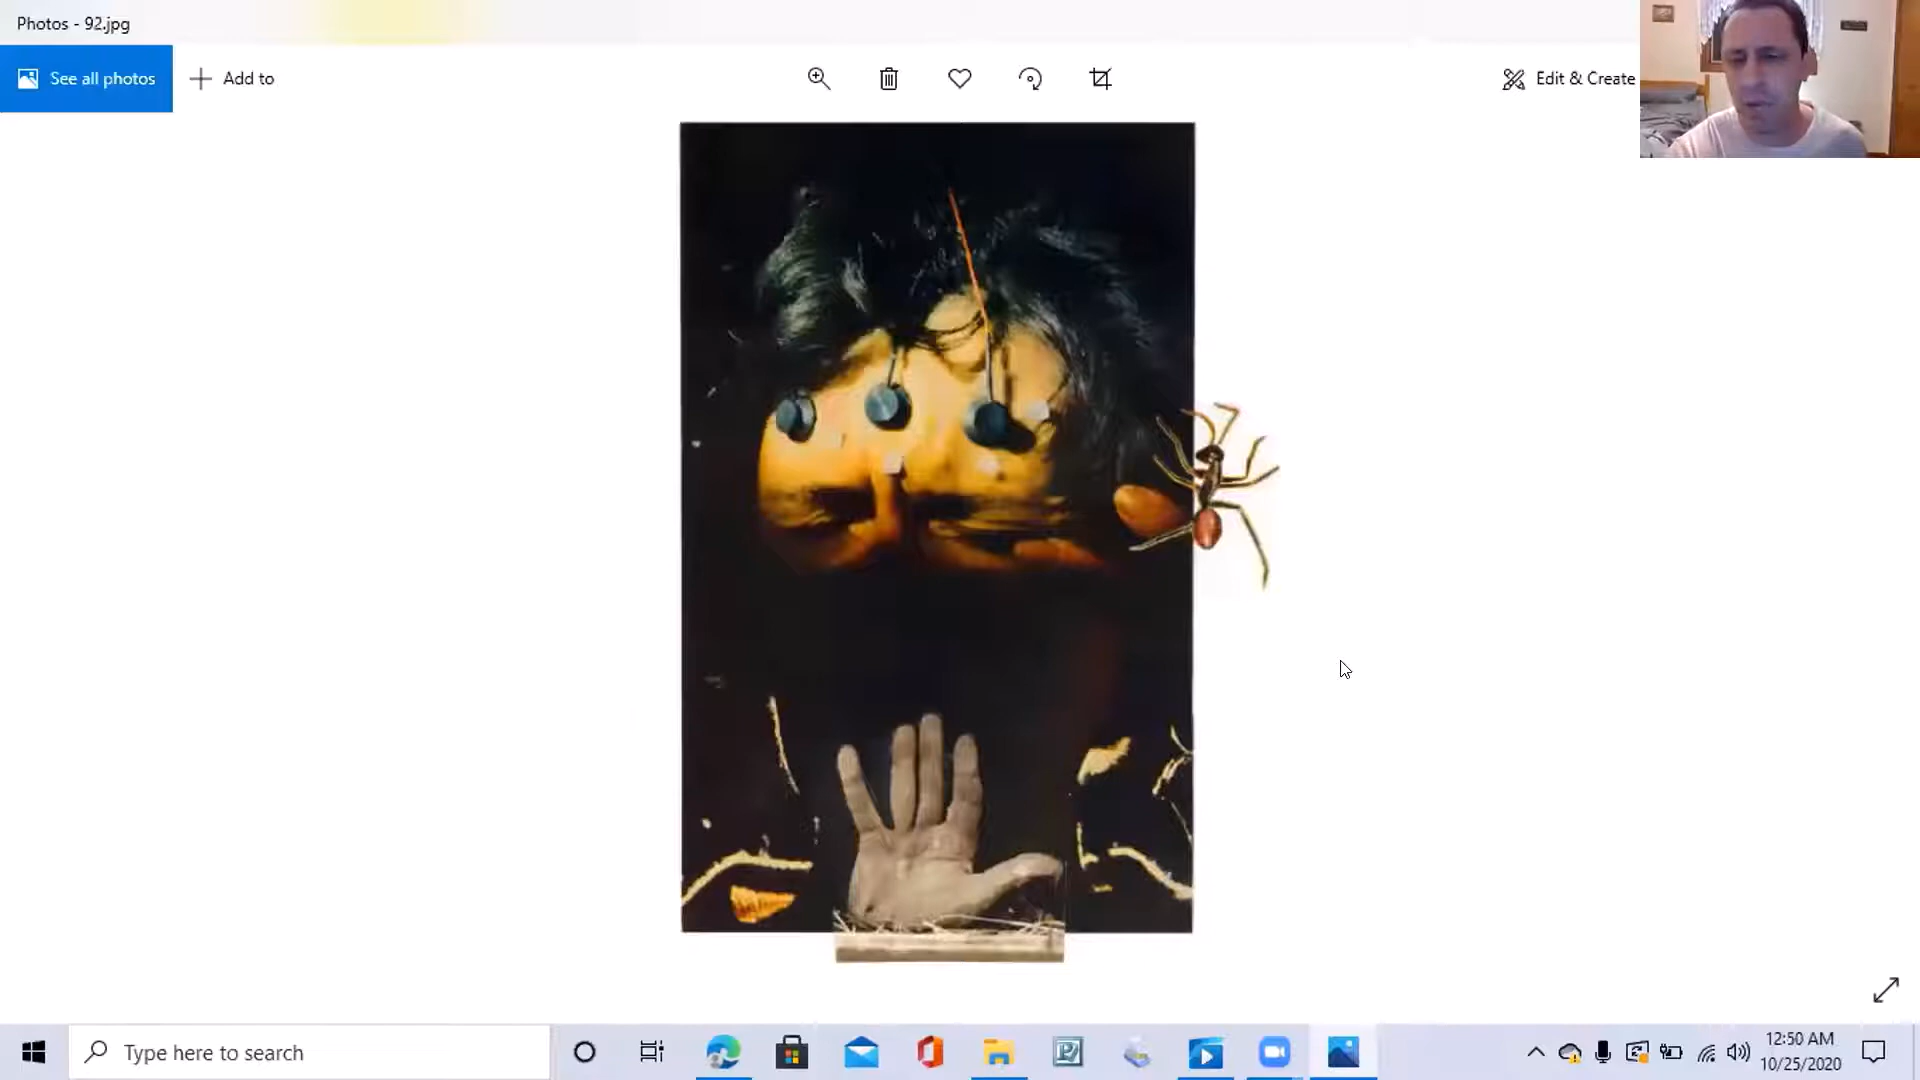 Photos - 92.jpg
See all photos
Add to
Edit & Create
Type here to search
12:50 AM
10/25/2020